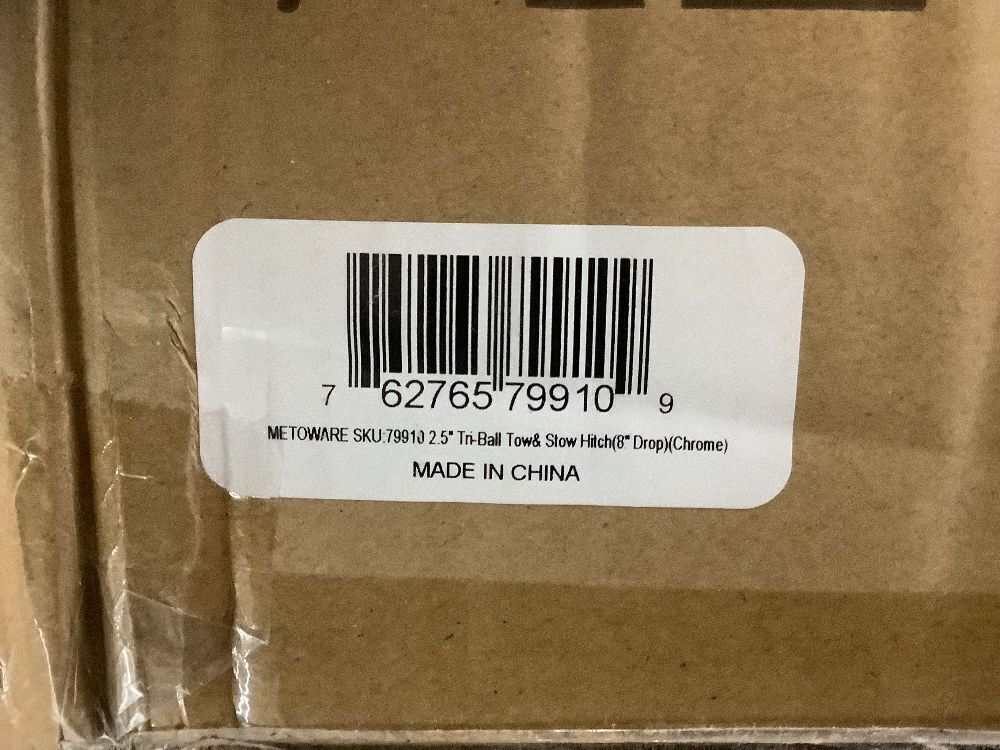 7 62765 79910 9
METOWARE SKU:79910 2.5" Tri-Ball Tow& Stow Hitch(8" Drop)(Chrome)
MADE IN CHINA